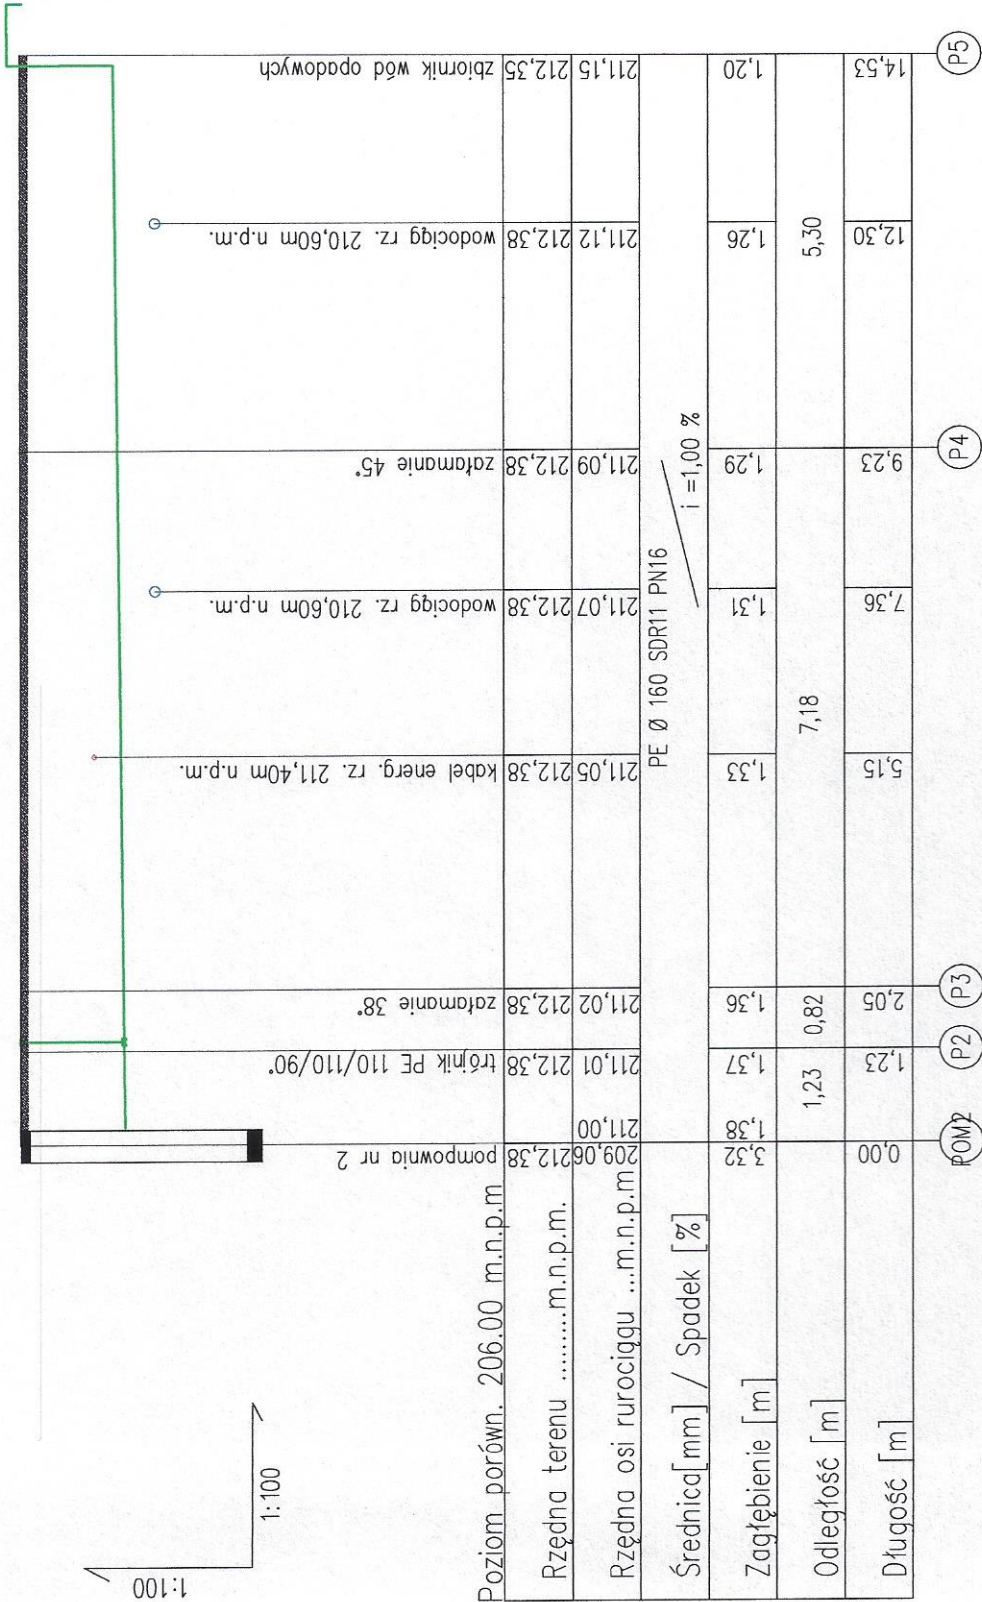 1:100
1:100
Poziom porówn. 206.00 m.n.p.m
pompownia nr 2
trójnik PE 110/110/90°
załamanie 38°
kabel energ. rz. 211,40m n.p.m.
wodociąg rz. 210,60m n.p.m.
załamanie 45°
wodociąg rz. 210,60m n.p.m.
zbiornik wód opadowych
Rzędna terenu .........m.n.p.m.
212,38 212,38 212,38 212,38 212,38 212,38 212,38 212,35
Rzędna osi rurociągu ...m.n.p.m
209,06 211,00 211,01 211,02 211,05 211,07 211,09 211,12 211,15
Średnica[mm] / Spadek [%]
PE Ø 160 SDR11 PN16
i =1,00 %
Zagłębienie [m]
3,32 1,38 1,37 1,36 1,33 1,31 1,29 1,26 1,20
Odległość [m]
1,23 0,82 7,18 5,30
Długość [m]
0,00 1,23 2,05 5,15 7,36 9,23 12,30 14,53
POM2 P2 P3 P4 P5